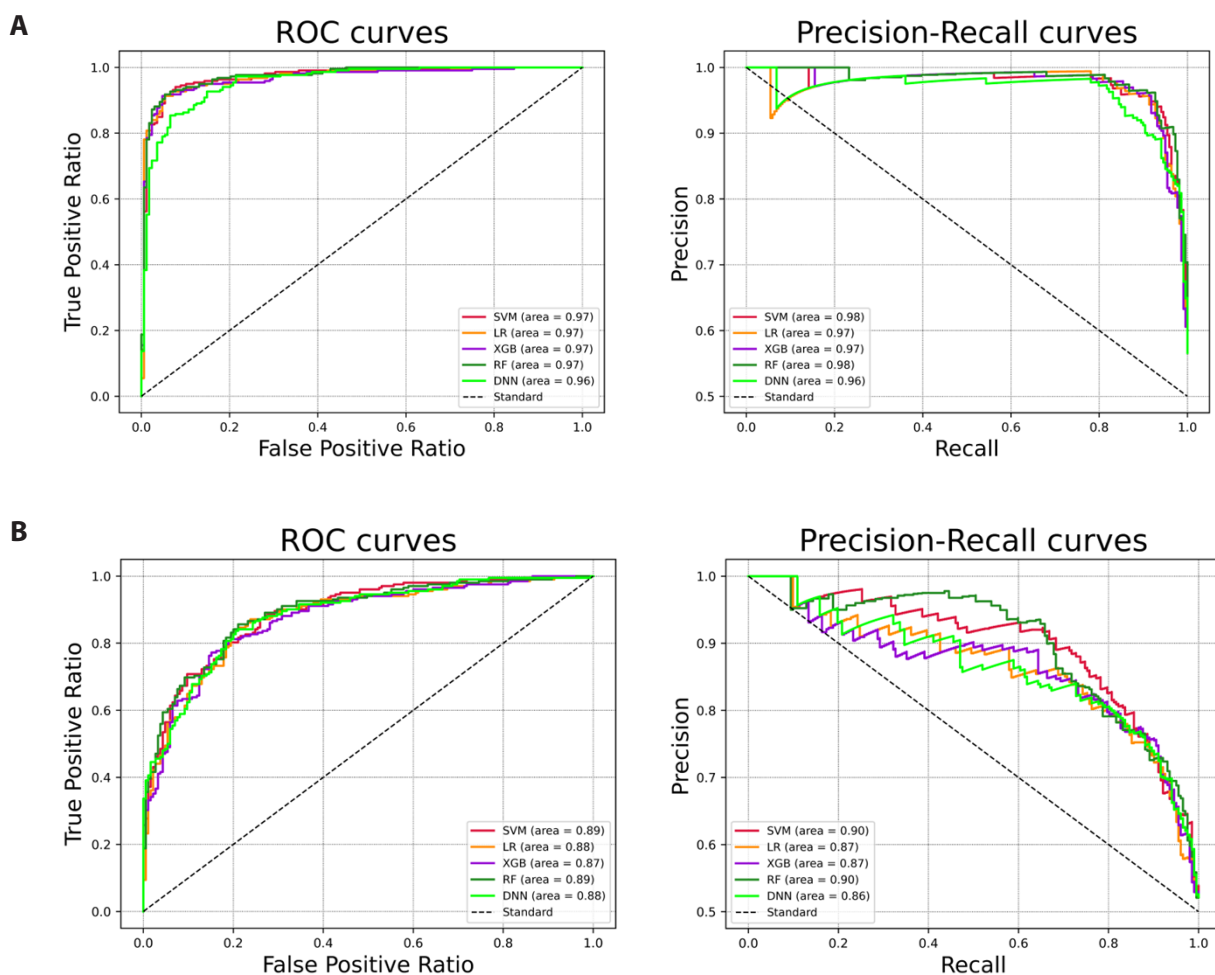 A
ROC curves
True Positive Ratio
1.0
0.8
0.6
0.4
0.2
0.0
SVM (area = 0.97)
LR (area = 0.97)
XGB (area = 0.97)
RF (area = 0.97)
DNN (area = 0.96)
Standard
0.0 0.2 0.4 0.6 0.8 1.0
False Positive Ratio
Precision-Recall curves
Precision
1.0
0.9
0.8
0.7
0.6
0.5
SVM (area = 0.98)
LR (area = 0.97)
XGB (area = 0.97)
RF (area = 0.98)
DNN (area = 0.96)
Standard
0.0 0.2 0.4 0.6 0.8 1.0
Recall
B
ROC curves
True Positive Ratio
1.0
0.8
0.6
0.4
0.2
0.0
SVM (area = 0.89)
LR (area = 0.88)
XGB (area = 0.87)
RF (area = 0.89)
DNN (area = 0.88)
Standard
0.0 0.2 0.4 0.6 0.8 1.0
False Positive Ratio
Precision-Recall curves
Precision
1.0
0.9
0.8
0.7
0.6
0.5
SVM (area = 0.90)
LR (area = 0.87)
XGB (area = 0.87)
RF (area = 0.90)
DNN (area = 0.86)
Standard
0.0 0.2 0.4 0.6 0.8 1.0
Recall